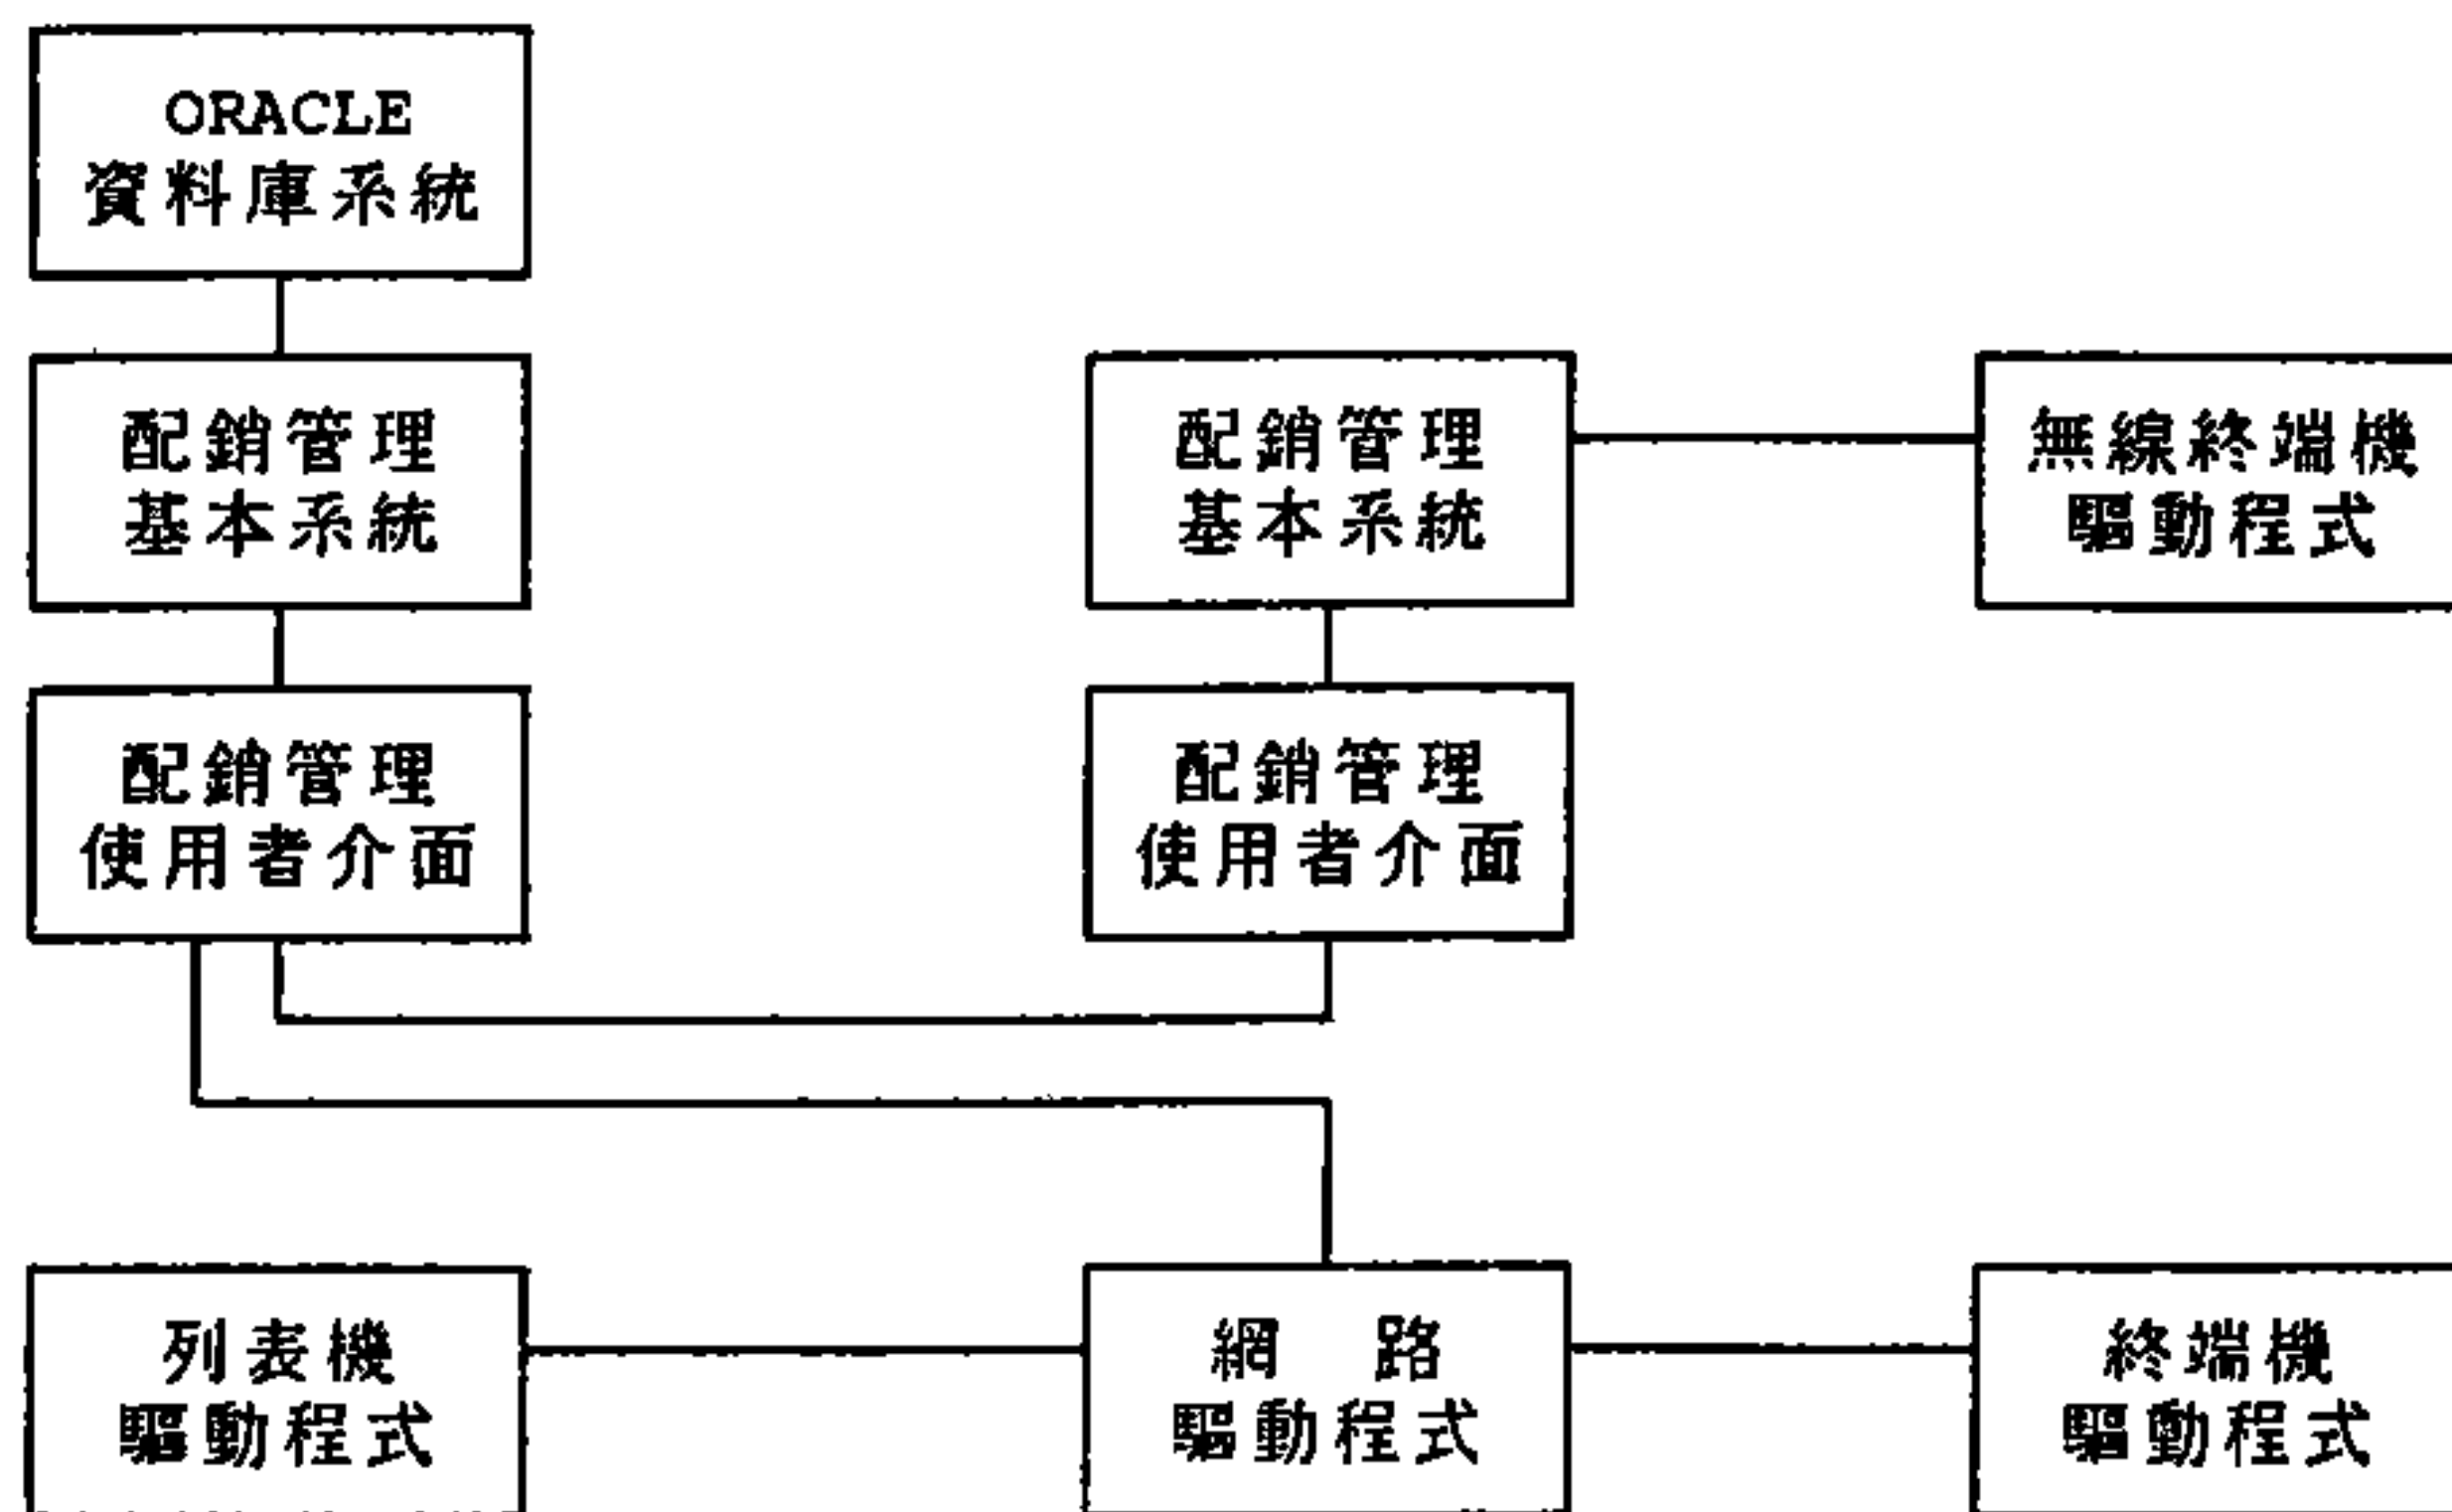 ORACLE
資料庫系統
配銷管理
基本系統
配銷管理
基本系統
無線終端機
驅動程式
配銷管理
使用者介面
配銷管理
使用者介面
列表機
驅動程式
網 路
驅動程式
終端機
驅動程式